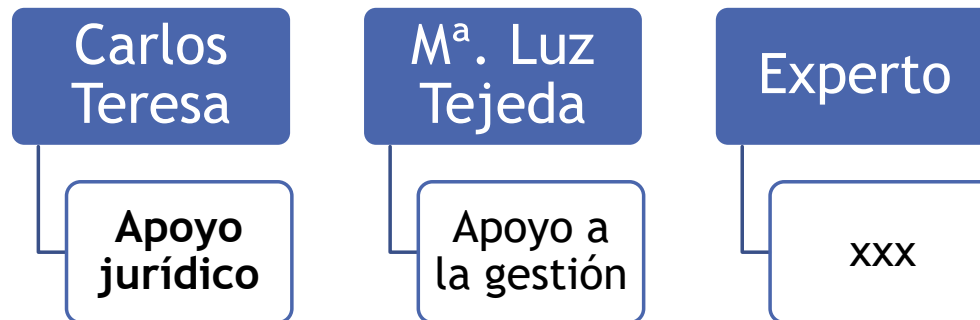 Carlos
Teresa
Mª. Luz
Tejeda
Experto
Apoyo
jurídico
Apoyo a
la gestión
xxx